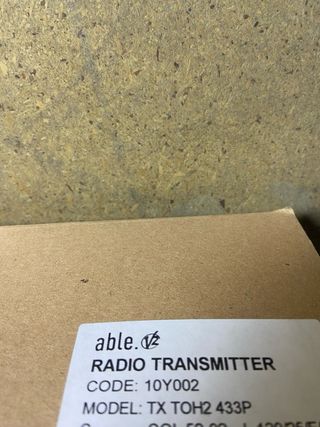 able. V2
RADIO TRANSMITTER
CODE: 10Y002
MODEL: TX TOH2 433P